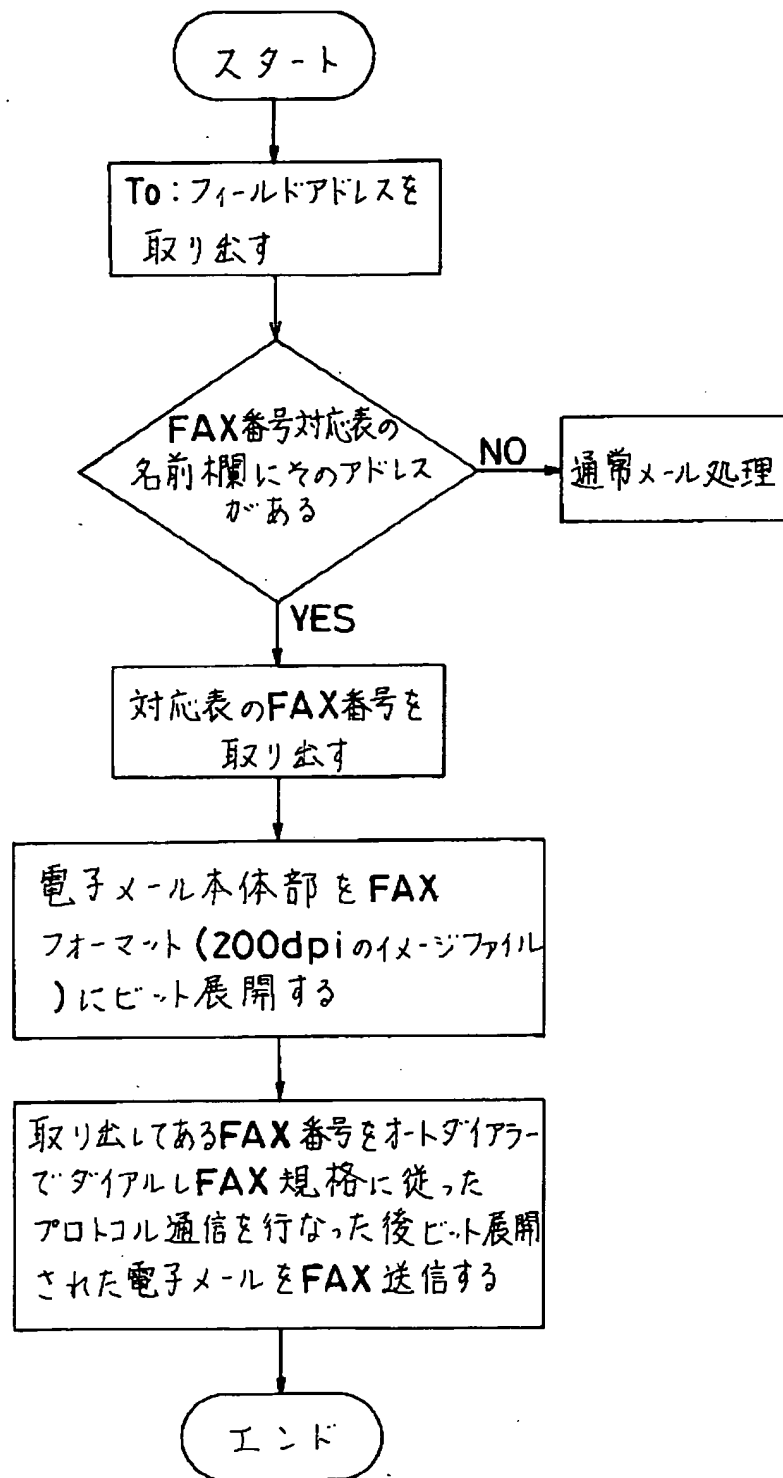 スタート
To:フィールドアドレスを
取り出す
FAX番号対応表の
名前欄にそのアドレス
がある
NO
通常メール処理
YES
対応表のFAX番号を
取り出す
電子メール本体部をFAX
フォーマット(200dpiのイメージファイル
)にビット展開する
取り出してあるFAX番号をオートダイアラー
でダイアルしFAX規格に従った
プロトコル通信を行なった後ビット展開
された電子メールをFAX送信する
エンド